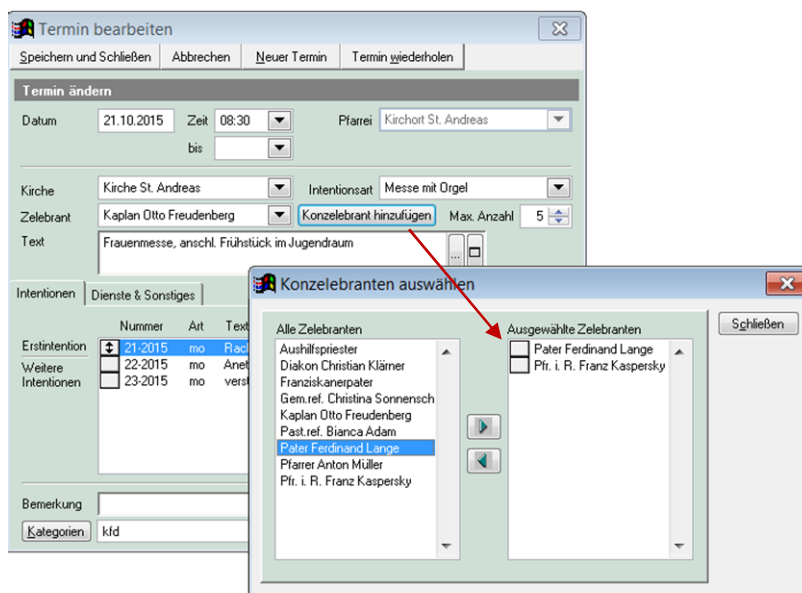 Termin bearbeiten
Speichern und Schließen Abbrechen Neuer Termin Termin wiederholen
Termin ändern
Datum 21.10.2015 Zeit 08:30 Pfarrei Kirchort St. Andreas
bis
Kirche Kirche St. Andreas Intentionsart Messe mit Orgel
Zelebrant Kaplan Otto Freudenberg Konzelebrant hinzufügen Max. Anzahl 5
Text Frauenmesse, anschl. Frühstück im Jugendraum
...
Intentionen Dienste & Sonstiges
Nummer Art Text
Erstintention 21-2015 mo
Weitere Intentionen 22-2015 mo
23-2015 mo
Bemerkung
Kategorien kfd
Konzelebranten auswählen
Schließen
Alle Zelebranten
Aushilfspriester
Diakon Christian Klärner
Franziskanerpater
Gem.ref. Christina Sonnensch
Kaplan Otto Freudenberg
Past.ref. Bianca Adam
Pater Ferdinand Lange
Pfarrer Anton Müller
Pfr. i. R. Franz Kaspersky
Ausgewählte Zelebranten
Pater Ferdinand Lange
Pfr. i. R. Franz Kaspersky